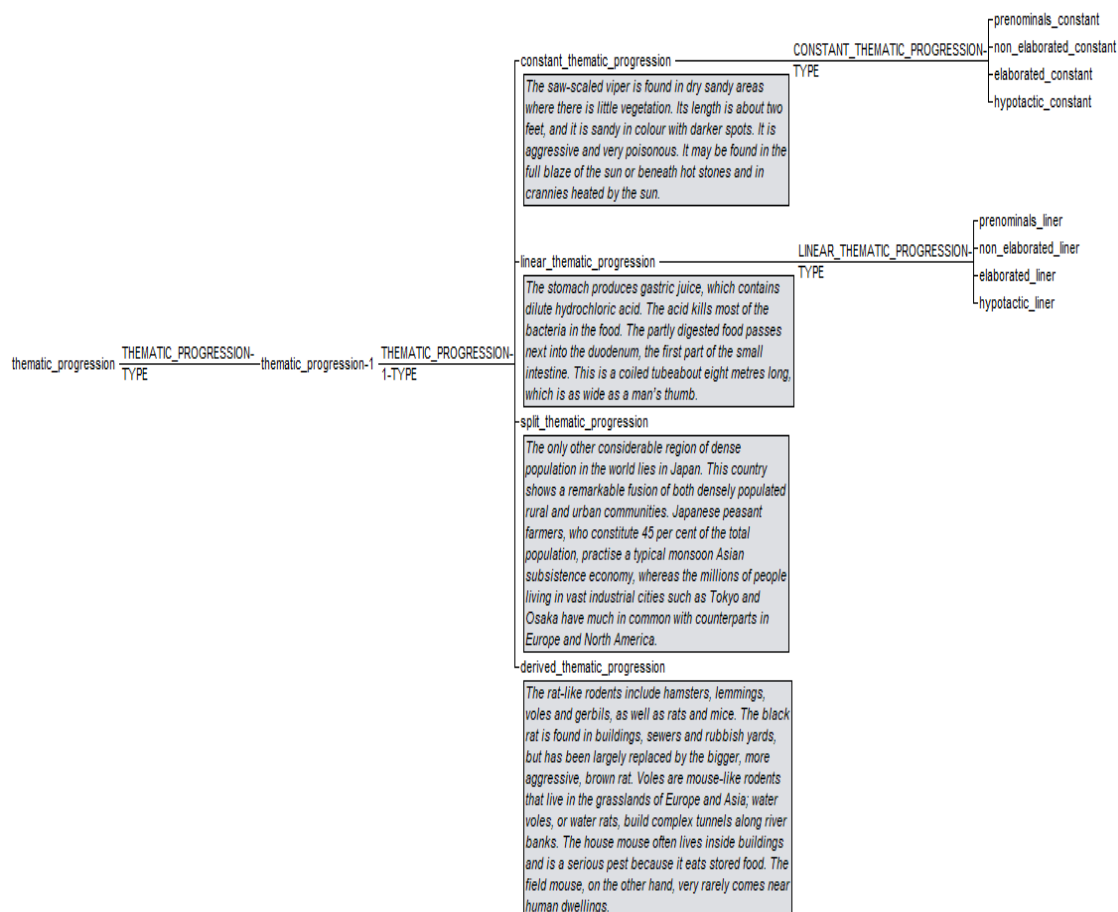 prenominals_constant
constant_thematic_progression CONSTANT_THEMATIC_PROGRESSION- non_elaborated_constant
TYPE elaborated_constant
hypotactic_constant
The saw-scaled viper is found in dry sandy areas
where there is little vegetation. Its length is about two
feet, and it is sandy in colour with darker spots. It is
aggressive and very poisonous. It may be found in the
full blaze of the sun or beneath hot stones and in
crannies heated by the sun.
prenominals_liner
linear_thematic_progression LINEAR_THEMATIC_PROGRESSION- non_elaborated_liner
TYPE elaborated_liner
hypotactic_liner
The stomach produces gastric juice, which contains
dilute hydrochloric acid. The acid kills most of the
bacteria in the food. The partly digested food passes
next into the duodenum, the first part of the small
intestine. This is a coiled tubeabout eight metres long,
which is as wide as a man's thumb.
thematic_progression THEMATIC_PROGRESSION- thematic_progression-1 THEMATIC_PROGRESSION-
TYPE 1-TYPE
split_thematic_progression
The only other considerable region of dense
population in the world lies in Japan. This country
shows a remarkable fusion of both densely populated
rural and urban communities. Japanese peasant
farmers, who constitute 45 per cent of the total
population, practise a typical monsoon Asian
subsistence economy, whereas the millions of people
living in vast industrial cities such as Tokyo and
Osaka have much in common with counterparts in
Europe and North America.
derived_thematic_progression
The rat-like rodents include hamsters, lemmings,
voles and gerbils, as well as rats and mice. The black
rat is found in buildings, sewers and rubbish yards,
but has been largely replaced by the bigger, more
aggressive, brown rat. Voles are mouse-like rodents
that live in the grasslands of Europe and Asia; water
voles, or water rats, build complex tunnels along river
banks. The house mouse often lives inside buildings
and is a serious pest because it eats stored food. The
field mouse, on the other hand, very rarely comes near
human dwellings.